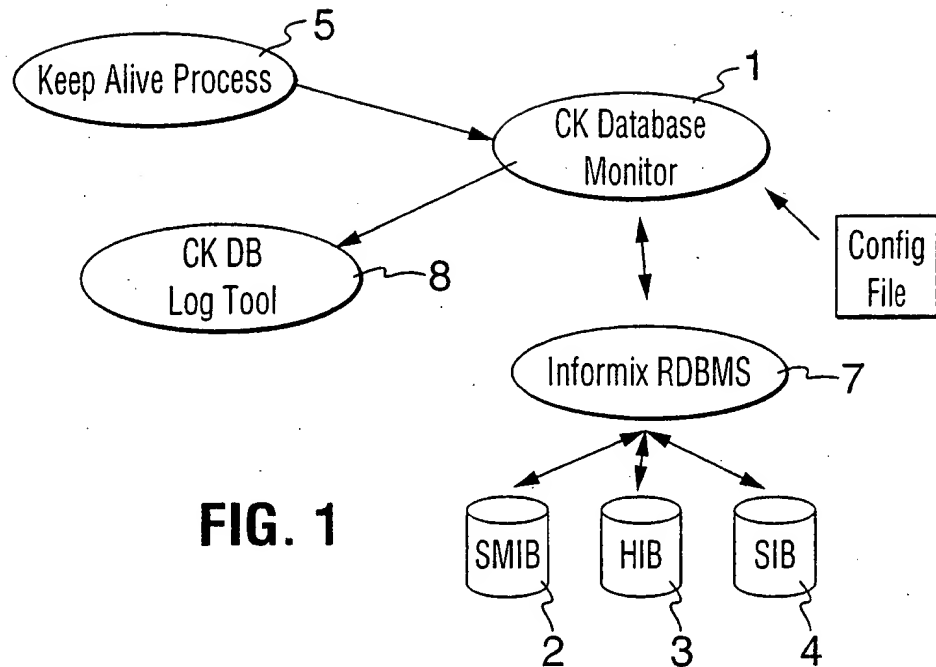 5
Keep Alive Process
1
CK Database
Monitor
Config
File
CK DB
Log Tool
8
Informix RDBMS
7
FIG. 1
SMIB
HIB
SIB
2
3
4